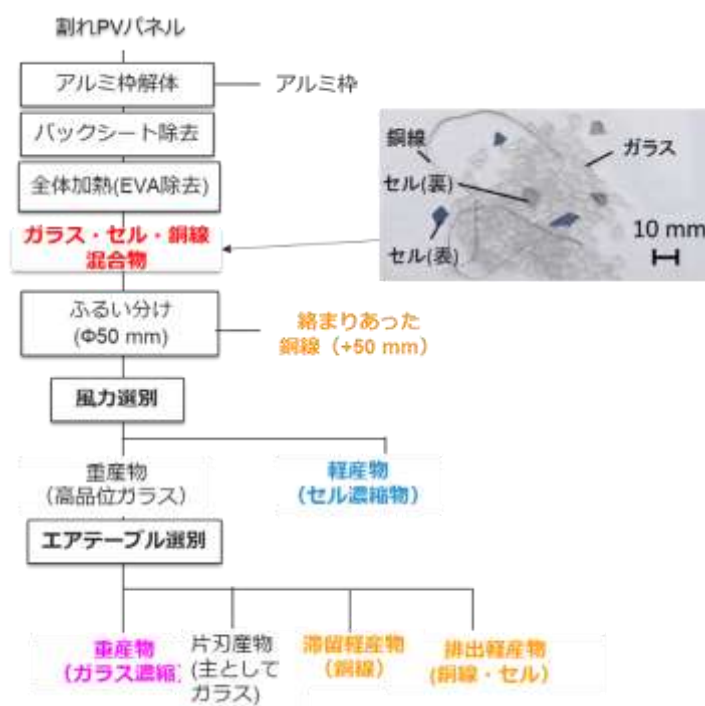 割れPVパネル
アルミ枠解体
アルミ枠
バックシート除去
全体加熱(EVA除去)
ガラス・セル・銅線
混合物
銅線
ガラス
セル(裏)
セル(表)
10 mm
ふるい分け
(Φ50 mm)
絡まりあった
銅線（+50 mm）
風力選別
重産物
（高品位ガラス）
軽産物
（セル濃縮物）
エアテーブル選別
重産物
（ガラス濃縮）
片刃産物
(主として
ガラス)
滞留軽産物
（銅線）
排出軽産物
(銅線・セル）